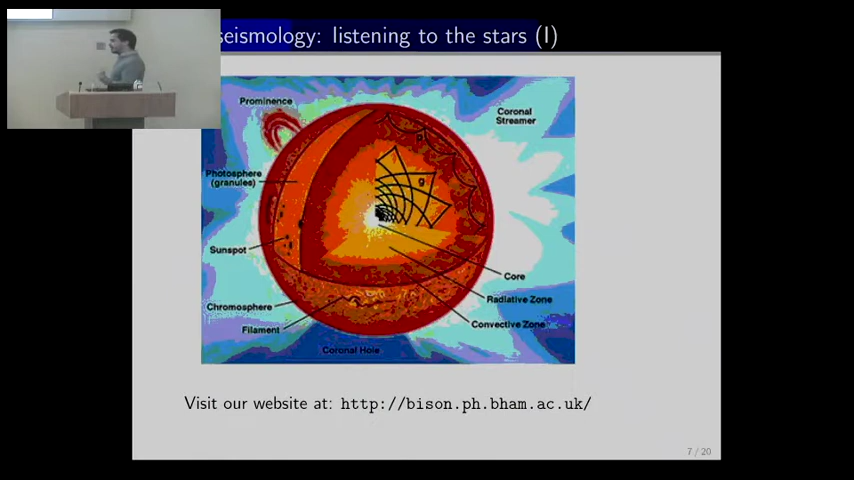 seismology: listening to the stars (I)
Prominence
Coronal
Streamer
Photosphere
(granules)
p
g
Sunspot
Core
Radiative Zone
Chromosphere
Convective Zone
Filament
Coronal Hole
Visit our website at: http://bison.ph.bham.ac.uk/
7 / 20